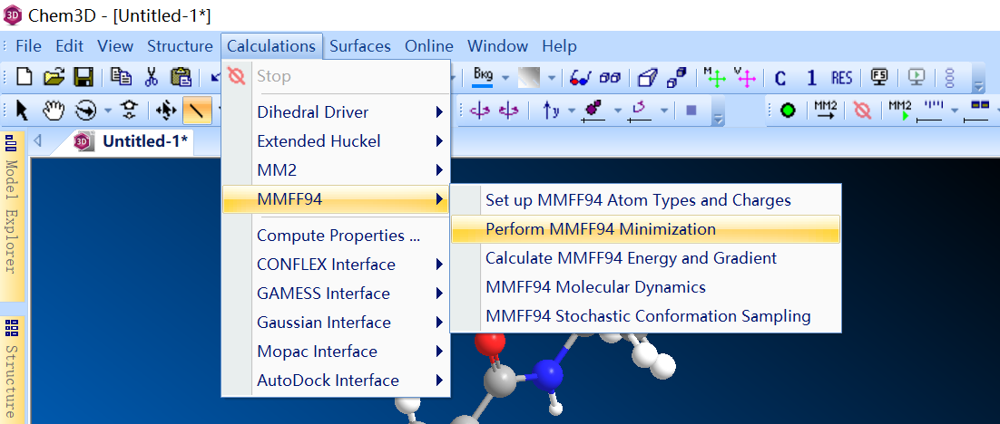 Chem3D - [Untitled-1*]
File Edit View Structure Calculations Surfaces Online Window Help
Stop
Bkg
M
V
C 1 RES
FS
Dihedral Driver
MM2
MM2
y
3D
Untitled-1*
Extended Huckel
MM2
MMFF94
Set up MMFF94 Atom Types and Charges
Perform MMFF94 Minimization
Compute Properties ...
Calculate MMFF94 Energy and Gradient
CONFLEX Interface
MMFF94 Molecular Dynamics
GAMESS Interface
MMFF94 Stochastic Conformation Sampling
Gaussian Interface
Mopac Interface
AutoDock Interface
Model Explorer
Structure